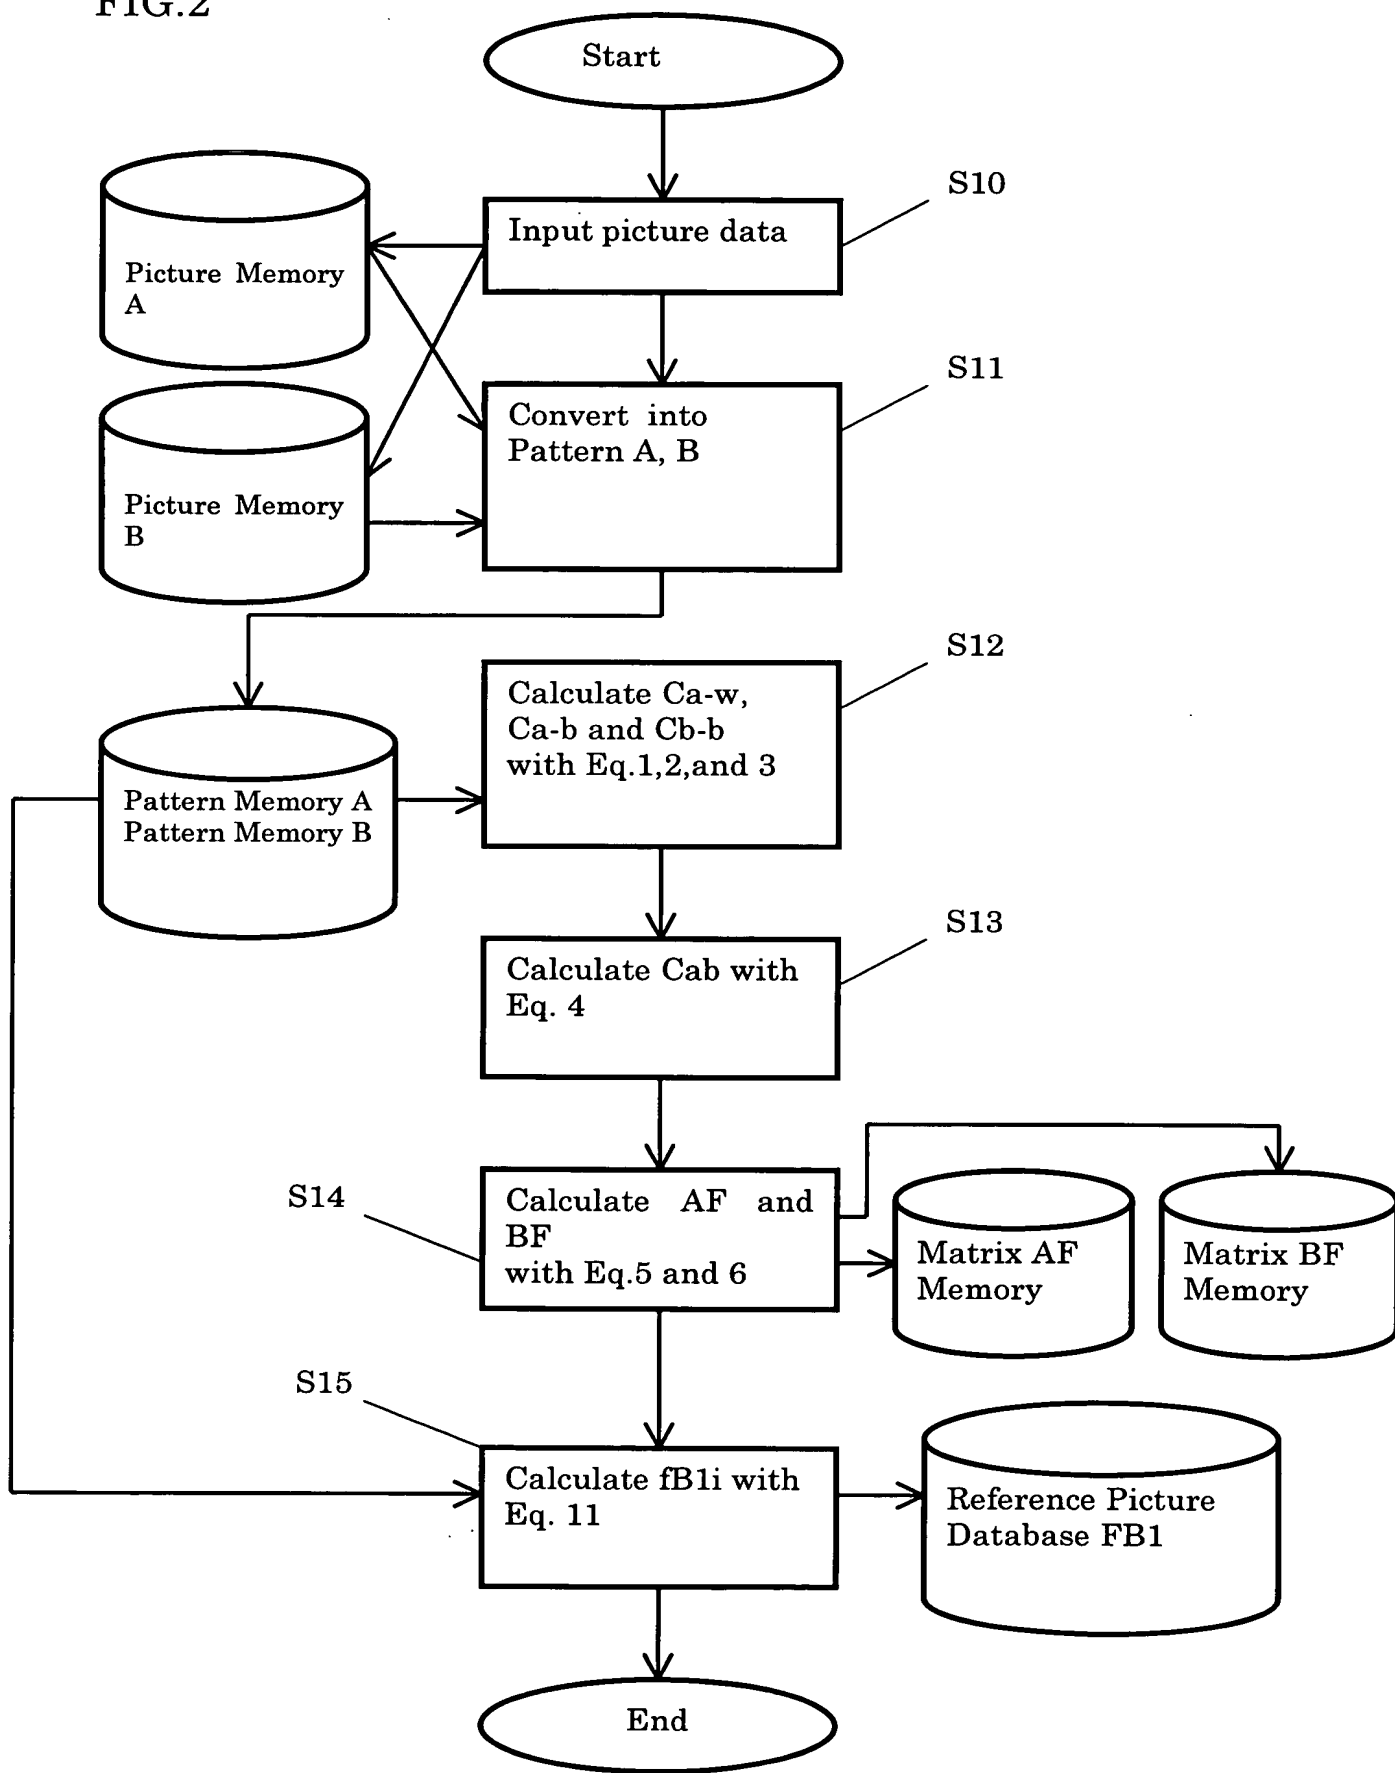 FIG.2
Start
S10
Input picture data
Picture Memory
A
S11
Convert into
Pattern A, B
Picture Memory
B
S12
Calculate Ca-w,
Ca-b and Cb-b
with Eq.1,2,and 3
Pattern Memory A
Pattern Memory B
S13
Calculate Cab with
Eq. 4
S14
Calculate AF and
BF
with Eq.5 and 6
Matrix AF
Memory
Matrix BF
Memory
S15
Calculate fB1i with
Eq. 11
Reference Picture
Database FB1
End